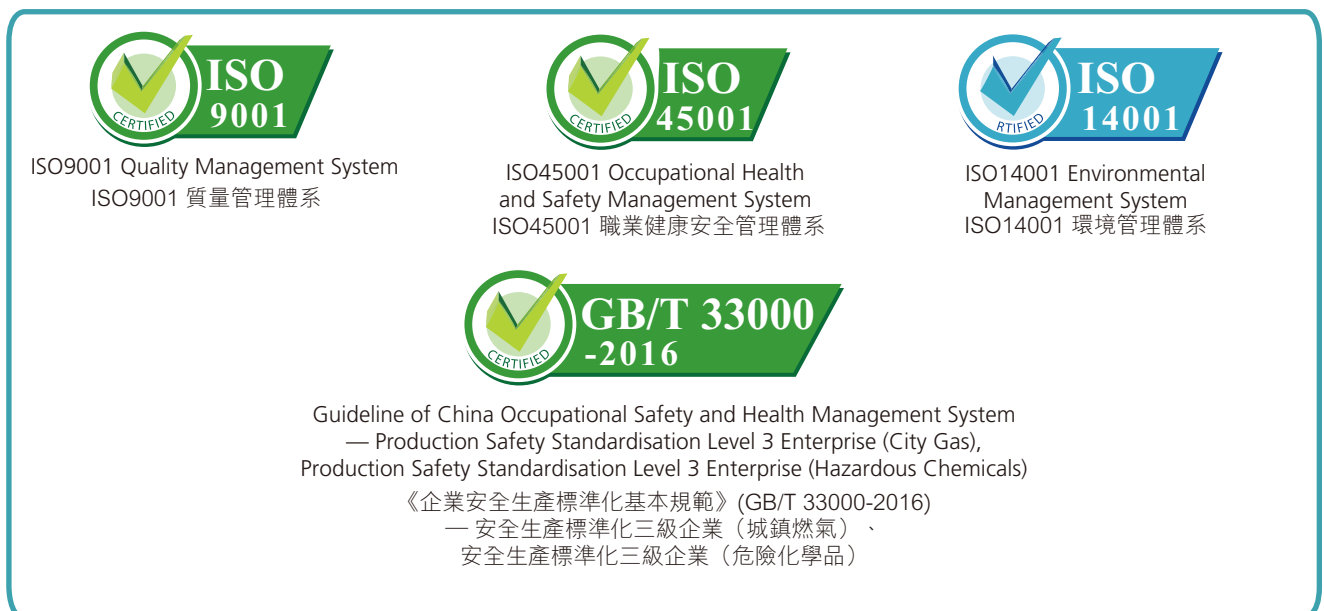 ISO
9001
CERTIFIED
ISO9001 Quality Management System
ISO9001 質量管理體系
ISO
45001
CERTIFIED
ISO45001 Occupational Health
and Safety Management System
ISO45001 職業健康安全管理體系
ISO
14001
RTIFIED
ISO14001 Environmental
Management System
ISO14001 環境管理體系
GB/T 33000
-2016
CERTIFIED
Guideline of China Occupational Safety and Health Management System
— Production Safety Standardisation Level 3 Enterprise (City Gas),
Production Safety Standardisation Level 3 Enterprise (Hazardous Chemicals)
《企業安全生產標準化基本規範》(GB/T 33000-2016)
— 安全生產標準化三級企業（城鎮燃氣）、
安全生產標準化三級企業（危險化學品）